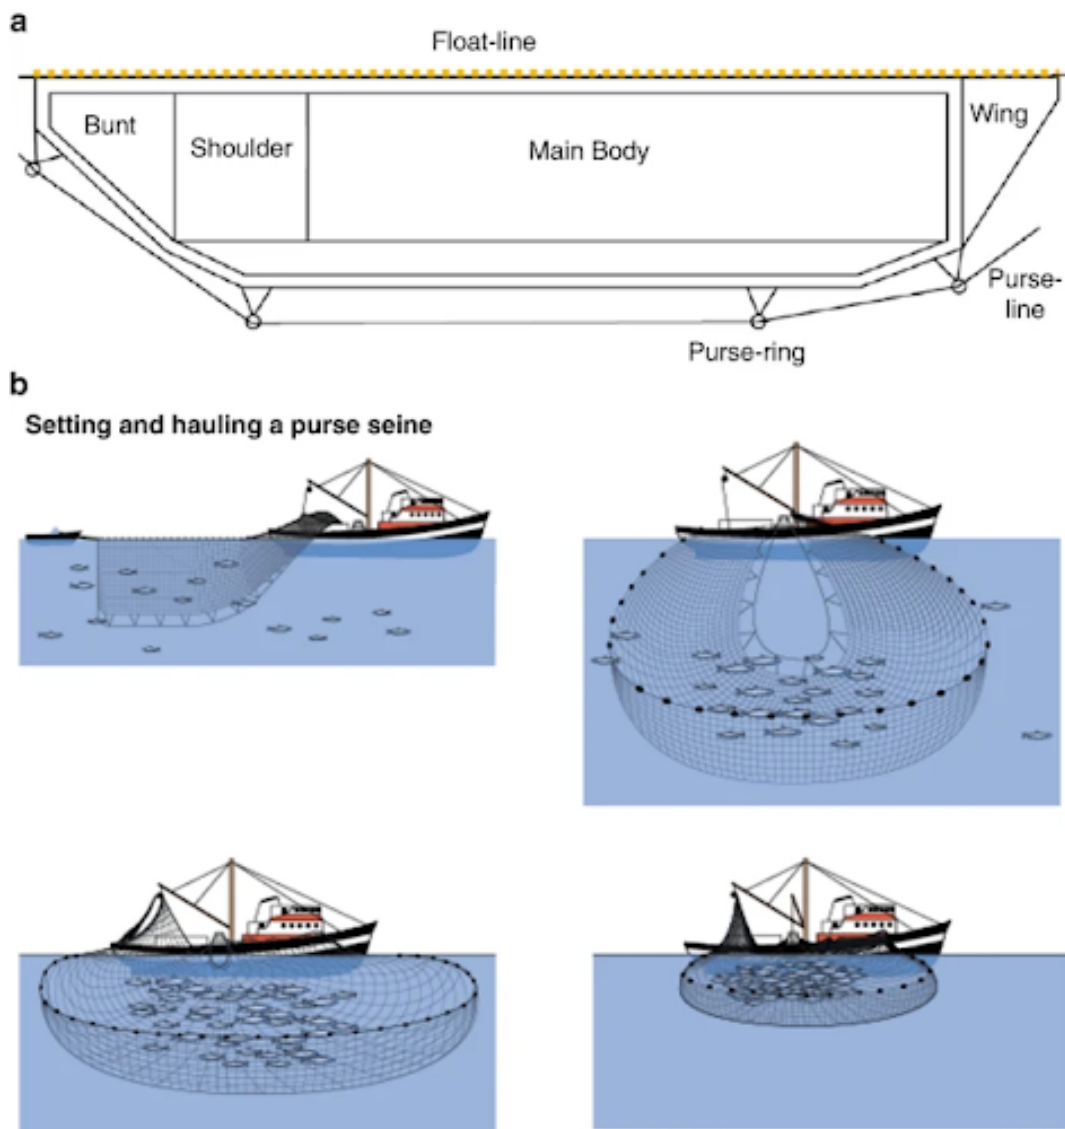 a
Float-line
Bunt
Shoulder
Main Body
Wing
Purse-
line
Purse-ring
b
Setting and hauling a purse seine